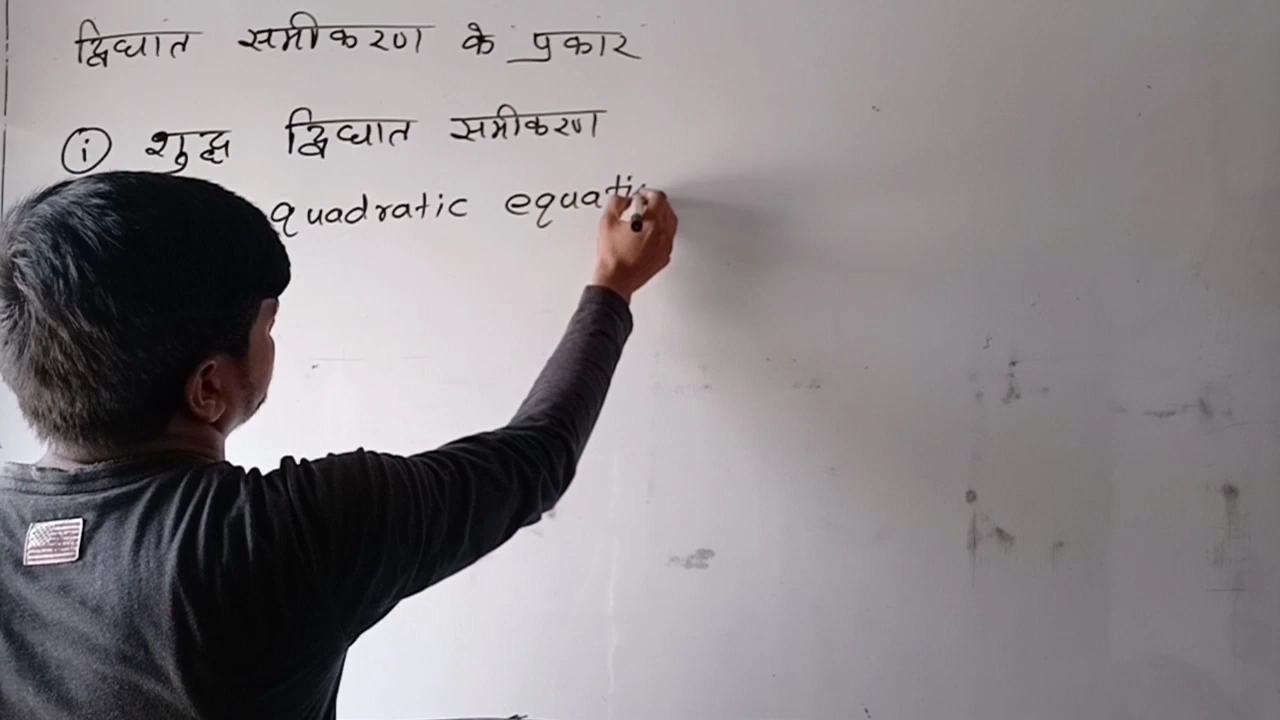 द्विघात समीकरण के प्रकार
(i) शुद्ध द्विघात समीकरण
quadratic equati